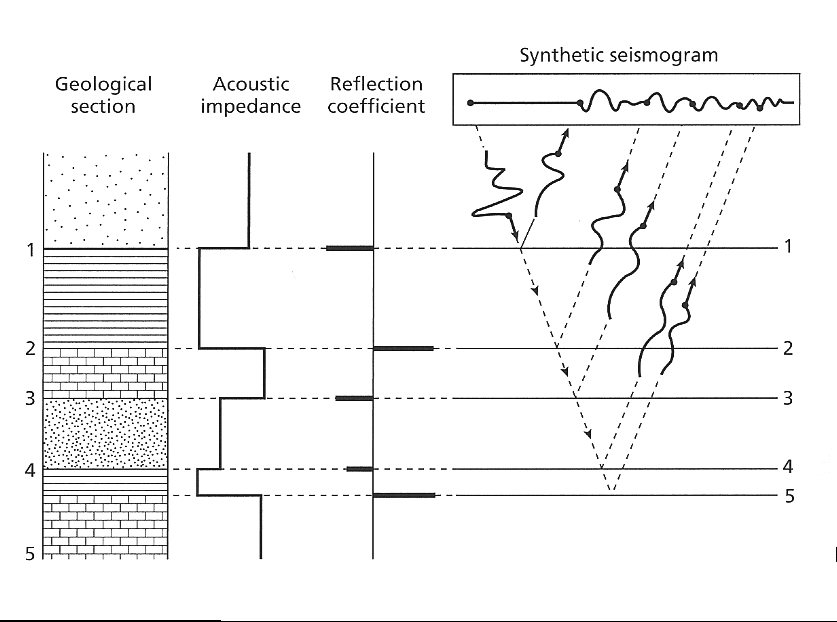 Synthetic seismogram
Geological
section
Acoustic
impedance
Reflection
coefficient
1
2
3
4
5
1
2
3
4
5